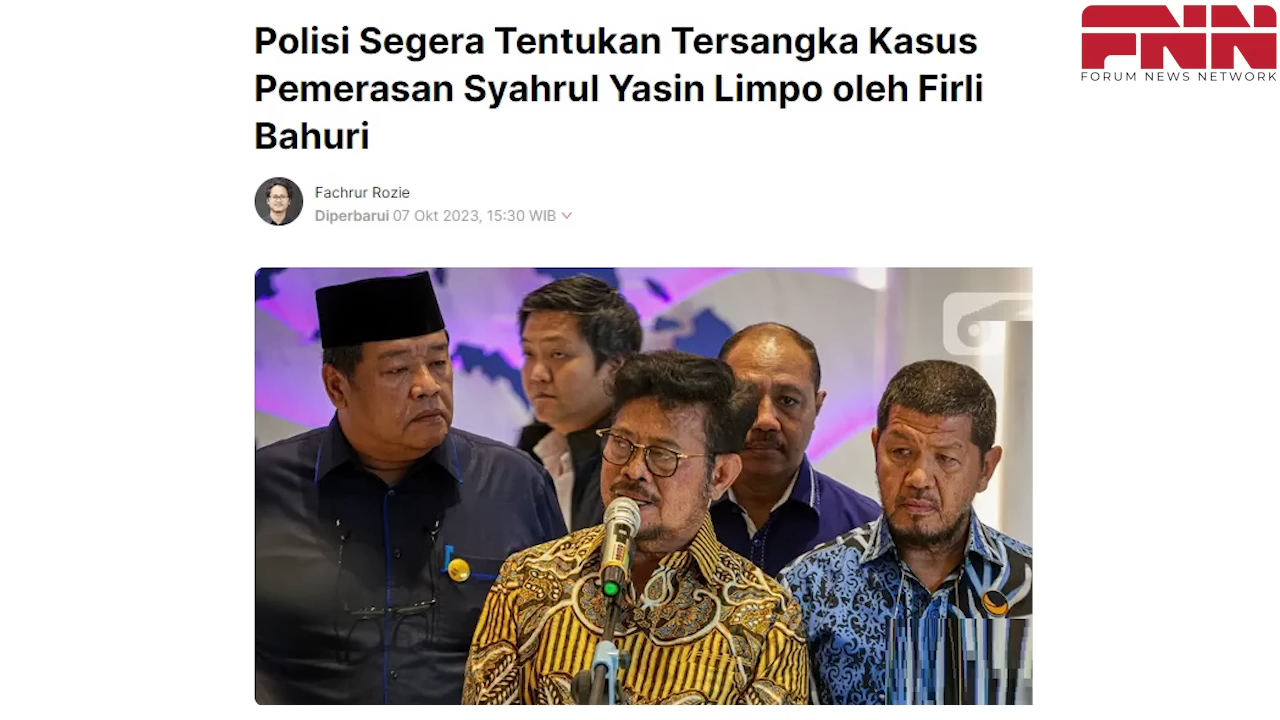 Polisi Segera Tentukan Tersangka Kasus
Pemerasan Syahrul Yasin Limpo oleh Firli
Bahuri
FNN
FORUM NEWS NETWORK
Fachrur Rozie
Diperbarui 07 Okt 2023, 15:30 WIB